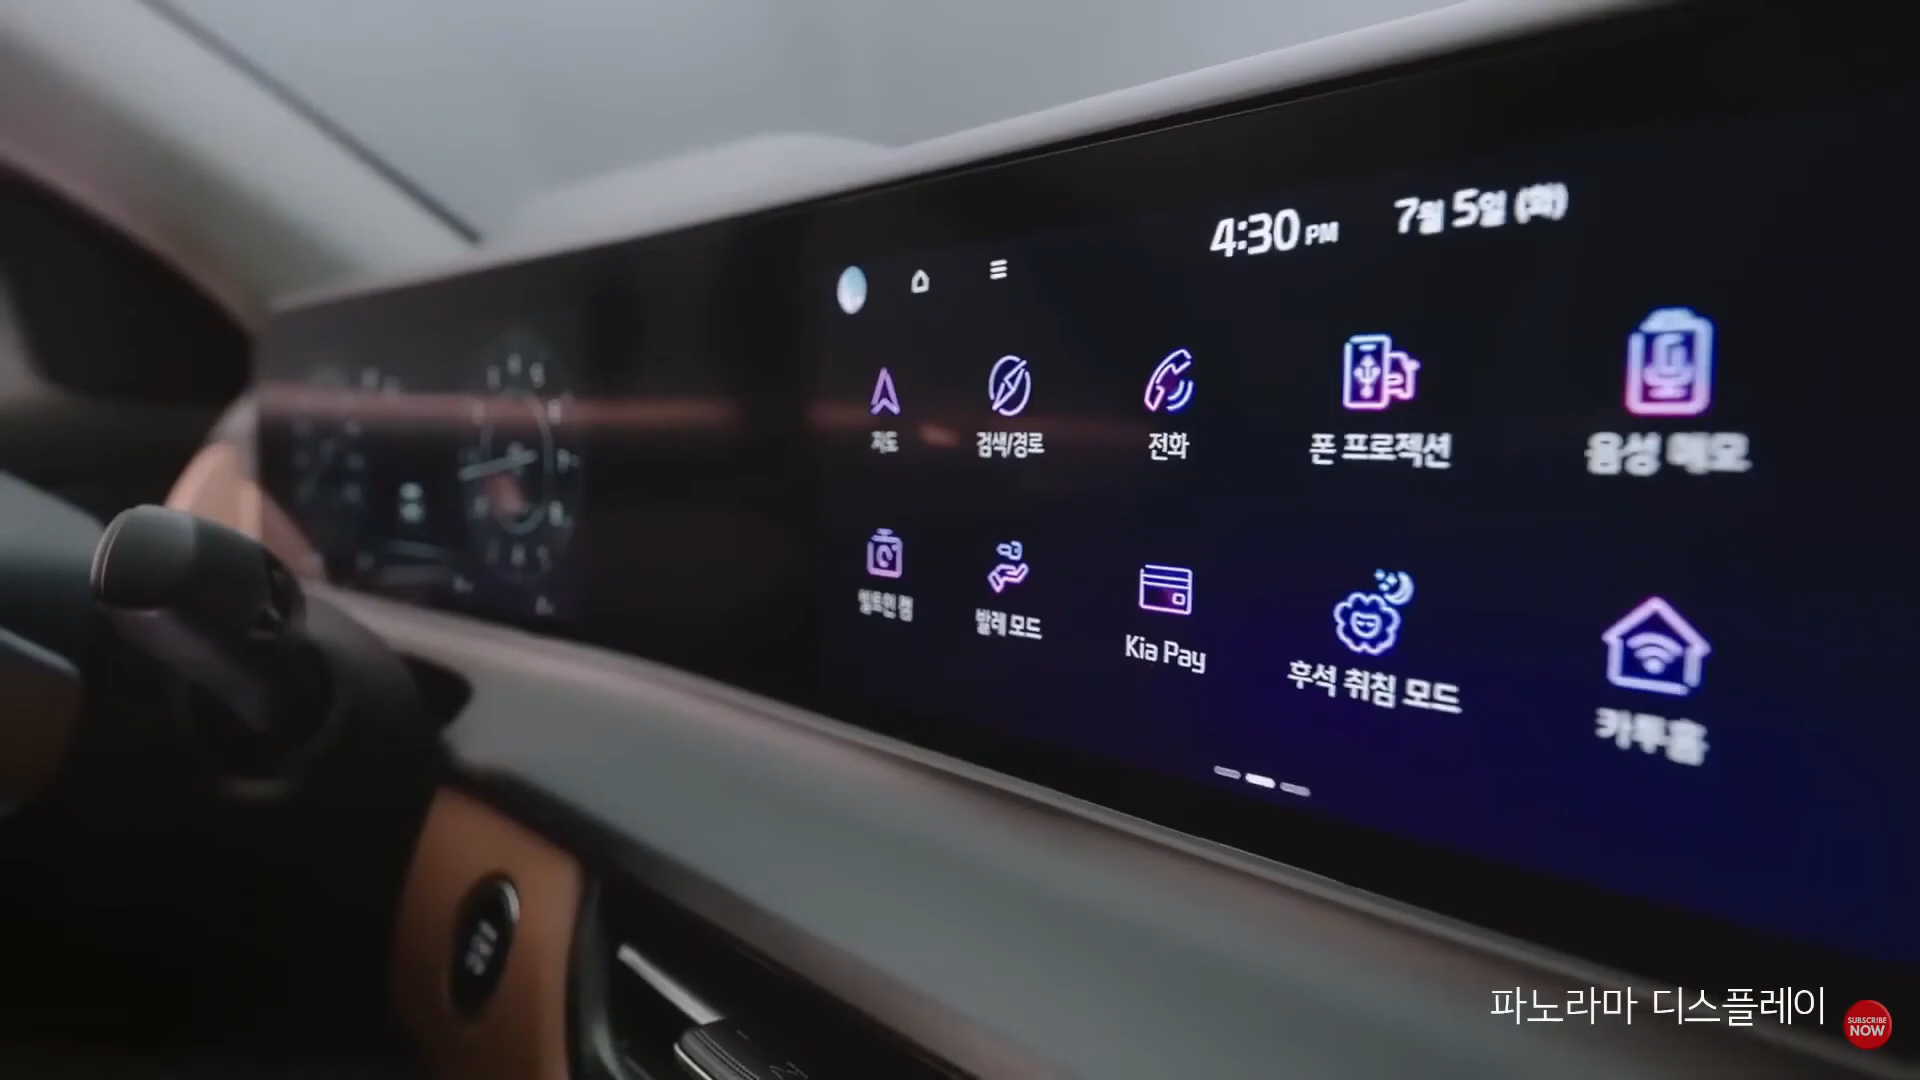 4:30 PM 7월 5일 (화)
지도 검색/경로 전화 폰 프로젝션 음성 메모
빌트인 캠 발레 모드 Kia Pay 후석 취침 모드 카투홈
파노라마 디스플레이
SUBSCRIBE
NOW